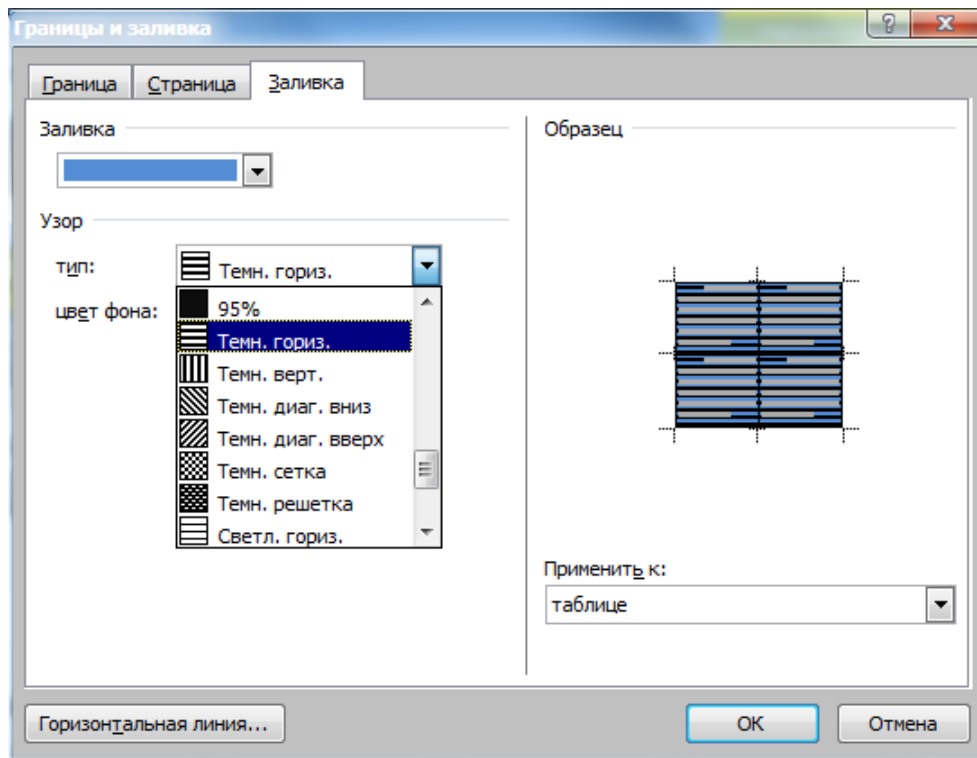 Границы и заливка
Граница Страница Заливка
Заливка
Узор
тип: Темн. гориз.
цвет фона:
95%
Темн. гориз.
Темн. верт.
Темн. диаг. вниз
Темн. диаг. вверх
Темн. сетка
Темн. решетка
Светл. гориз.
Образец
Применить к:
таблице
Горизонтальная линия... ОК Отмена